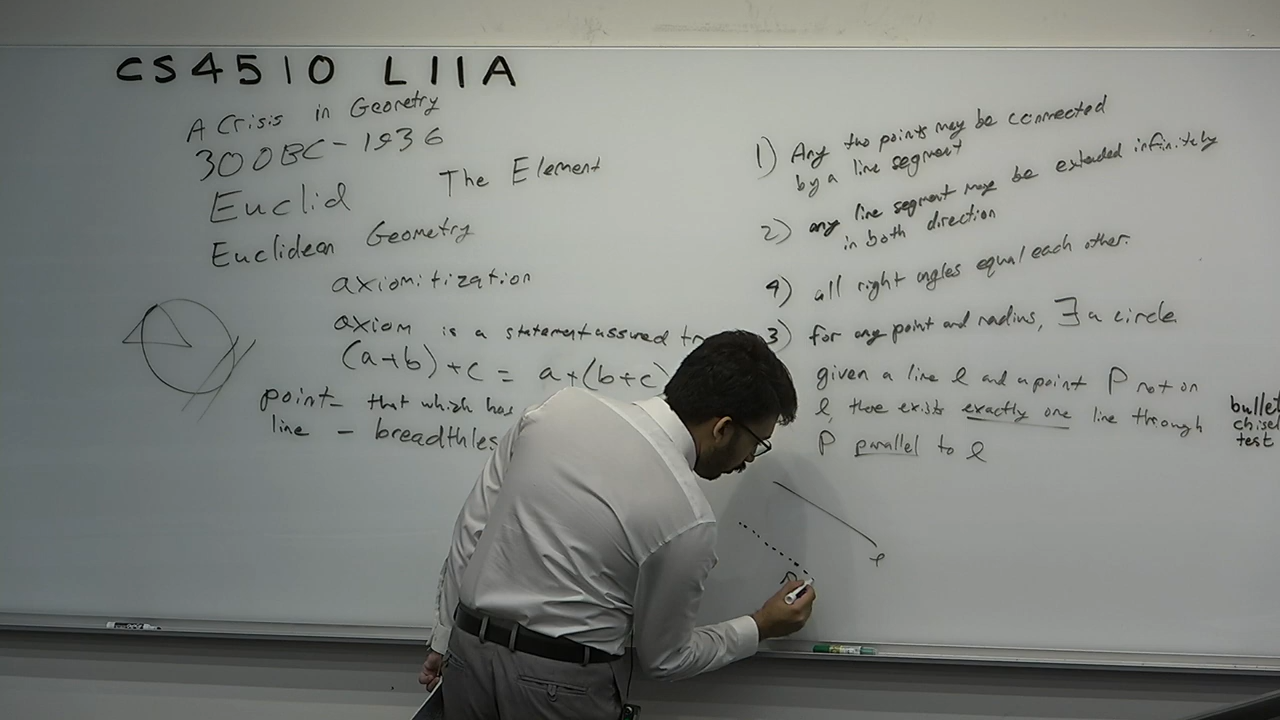 CS4510 L11A
A Crisis in Geometry
300BC - 1936
Euclid The Element
Euclidean Geometry
axiomitization
axiom is a statement assured tr
(a+b)+c = a+(b+c)
point - that which has
line - breadthles
1) Any two points may be connected
by a line segment
2) any line segment may be extended infinitely
in both direction
4) all right angles equal each other.
3) for any point and radius, ∃ a circle
given a line l and a point P not on
l, there exists exactly one line through
P parallel to l
bullet
chisel
test
l
P